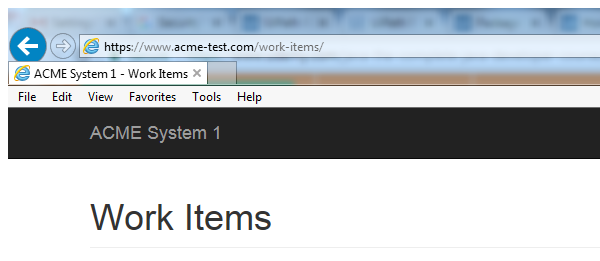 https://www.acme-test.com/work-items/
ACME System 1 - Work Items
File Edit View Favorites Tools Help
ACME System 1
Work Items